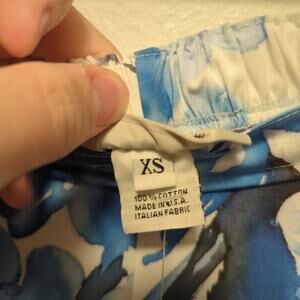 XS
100% COTTON
MADE IN U.S.A.
ITALIAN FABRIC